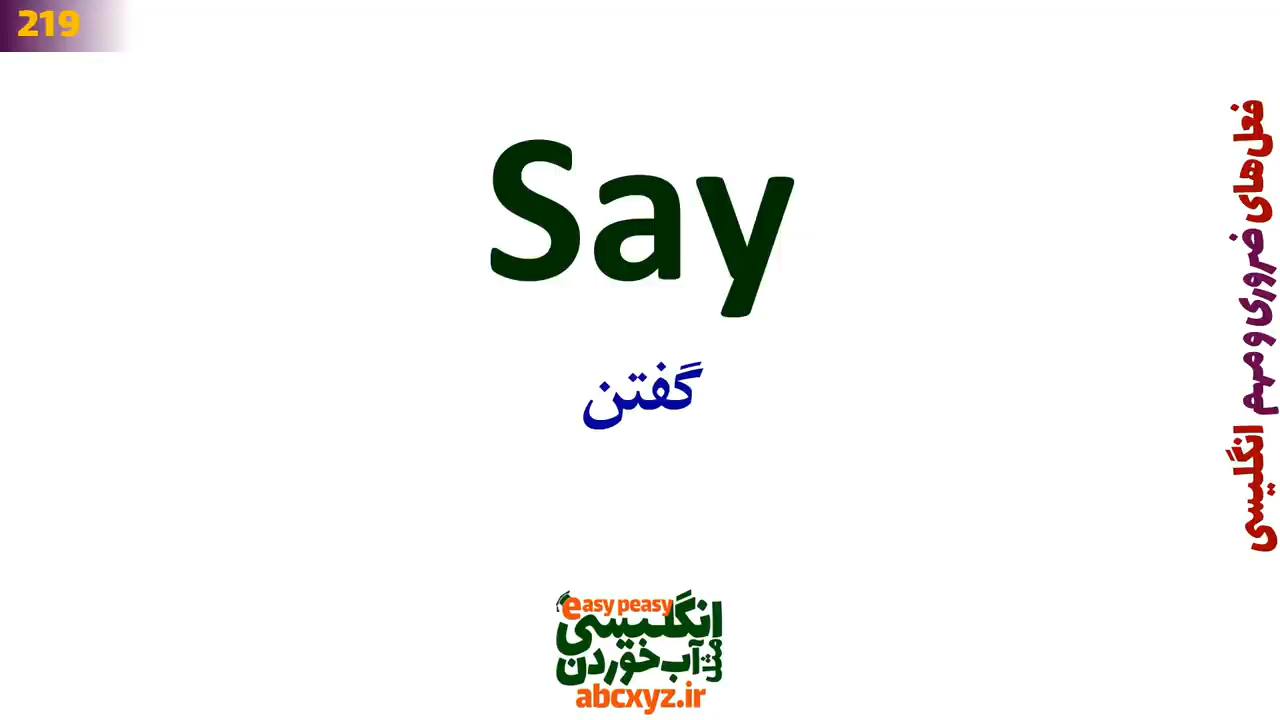 219
Say
گفتن
فعل‌های ضروری و مهم انگلیسی
easy peasy
انگلیسی
مثل آب خوردن
abcxyz.ir